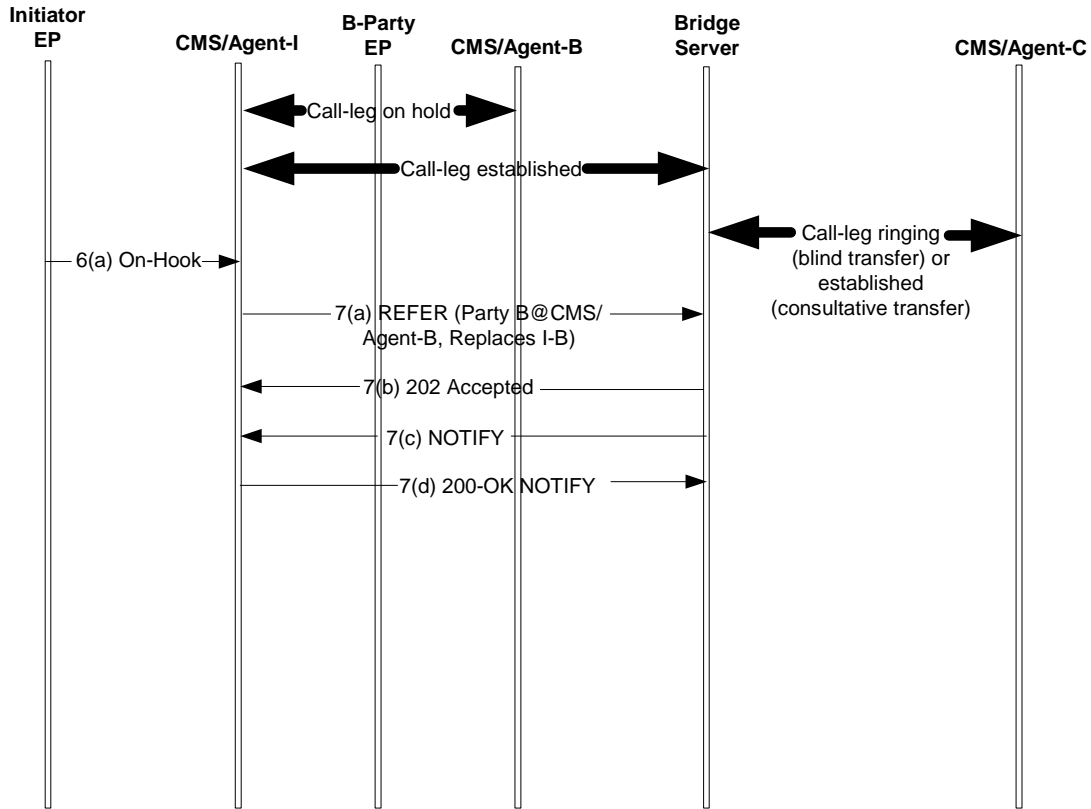 Initiator
EP
CMS/Agent-I
B-Party
EP
CMS/Agent-B
Bridge
Server
CMS/Agent-C
Call-leg on hold
Call-leg established
Call-leg ringing
(blind transfer) or
established
(consultative transfer)
6(a) On-Hook
7(a) REFER (Party B@CMS/
Agent-B, Replaces I-B)
7(b) 202 Accepted
7(c) NOTIFY
7(d) 200-OK NOTIFY